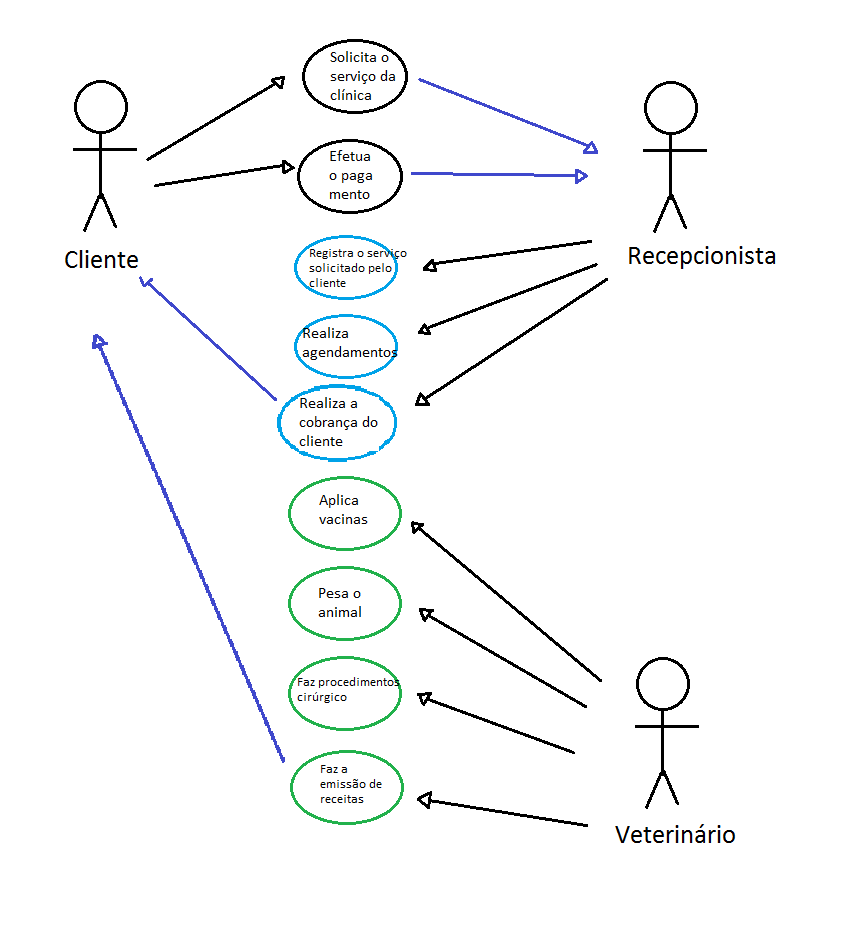 Solicita o
serviço da
clínica
Efetua
o paga
mento
Cliente
Recepcionista
Registra o serviço
solicitado pelo
cliente
Realiza
agendamentos
Realiza a
cobrança do
cliente
Aplica
vacinas
Pesa o
animal
Faz procedimentos
cirúrgico
Faz a
emissão de
receitas
Veterinário